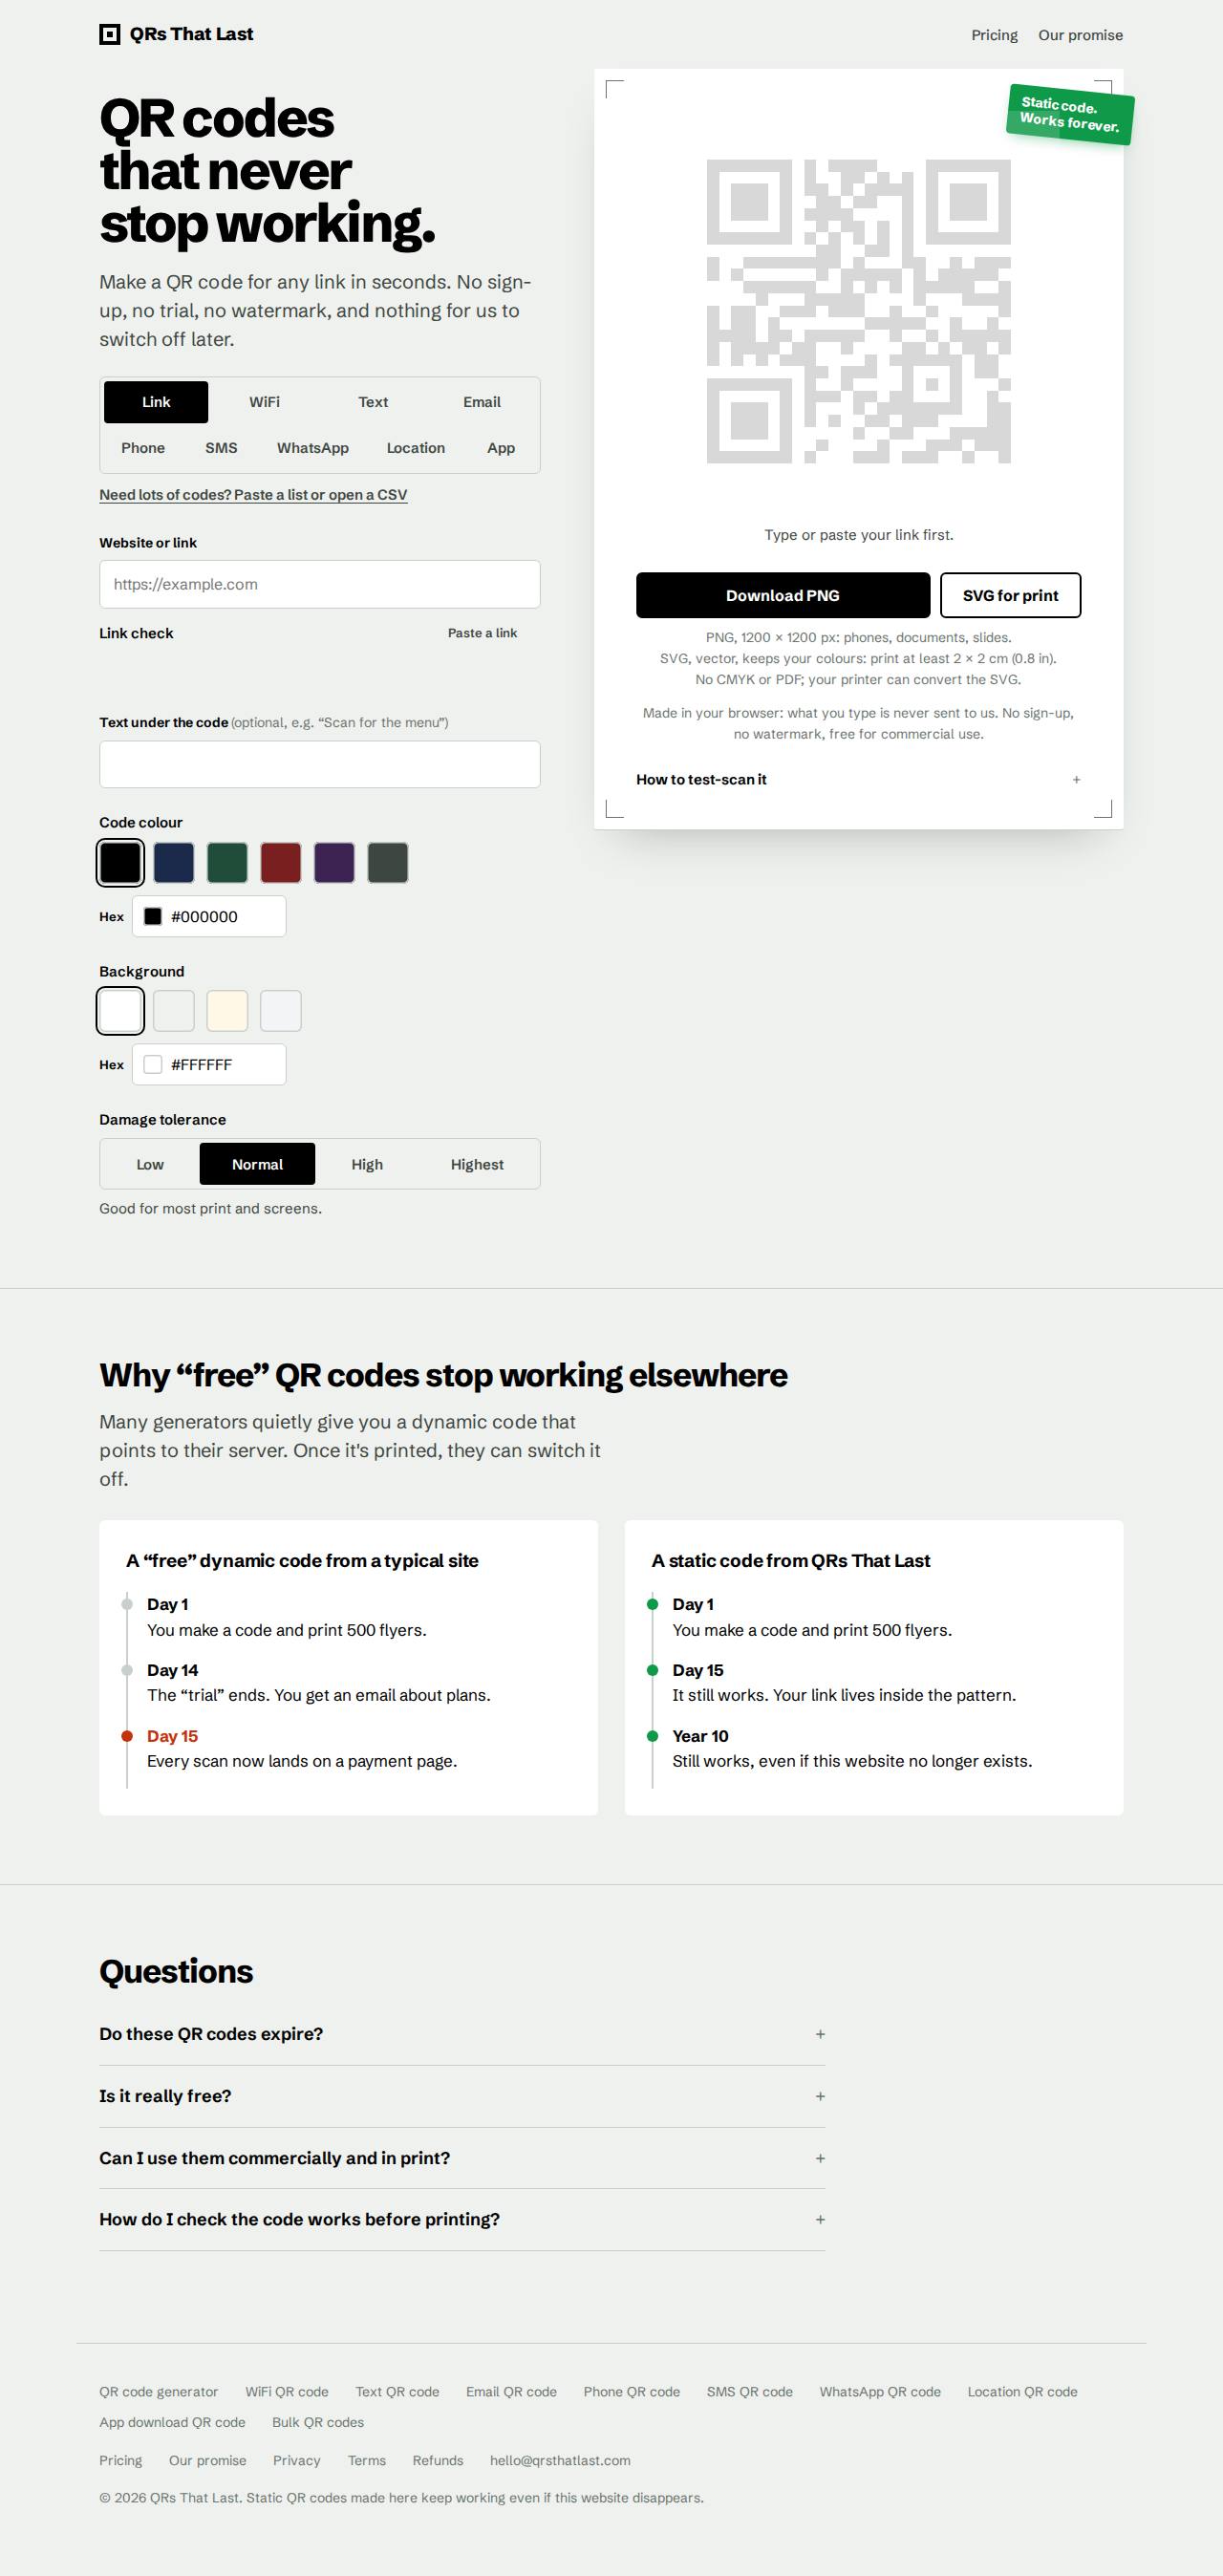 QRs That Last
Pricing
Our promise
QR codes
that never
stop working.
Make a QR code for any link in seconds. No sign-
up, no trial, no watermark, and nothing for us to
switch off later.
Link
WiFi
Text
Email
Phone
SMS
WhatsApp
Location
App
Need lots of codes? Paste a list or open a CSV
Website or link
https://example.com
Link check
Paste a link
Text under the code (optional, e.g. “Scan for the menu”)
Code colour
Hex
#000000
Background
Hex
#FFFFFF
Damage tolerance
Low
Normal
High
Highest
Good for most print and screens.
Static code.
Works forever.
Type or paste your link first.
Download PNG
SVG for print
PNG, 1200 × 1200 px: phones, documents, slides.
SVG, vector, keeps your colours: print at least 2 × 2 cm (0.8 in).
No CMYK or PDF; your printer can convert the SVG.
Made in your browser: what you type is never sent to us. No sign-up,
no watermark, free for commercial use.
How to test-scan it
+
Why “free” QR codes stop working elsewhere
Many generators quietly give you a dynamic code that
points to their server. Once it's printed, they can switch it
off.
A “free” dynamic code from a typical site
Day 1
You make a code and print 500 flyers.
Day 14
The “trial” ends. You get an email about plans.
Day 15
Every scan now lands on a payment page.
A static code from QRs That Last
Day 1
You make a code and print 500 flyers.
Day 15
It still works. Your link lives inside the pattern.
Year 10
Still works, even if this website no longer exists.
Questions
Do these QR codes expire?
+
Is it really free?
+
Can I use them commercially and in print?
+
How do I check the code works before printing?
+
QR code generator
WiFi QR code
Text QR code
Email QR code
Phone QR code
SMS QR code
WhatsApp QR code
Location QR code
App download QR code
Bulk QR codes
Pricing
Our promise
Privacy
Terms
Refunds
hello@qrsthatlast.com
© 2026 QRs That Last. Static QR codes made here keep working even if this website disappears.